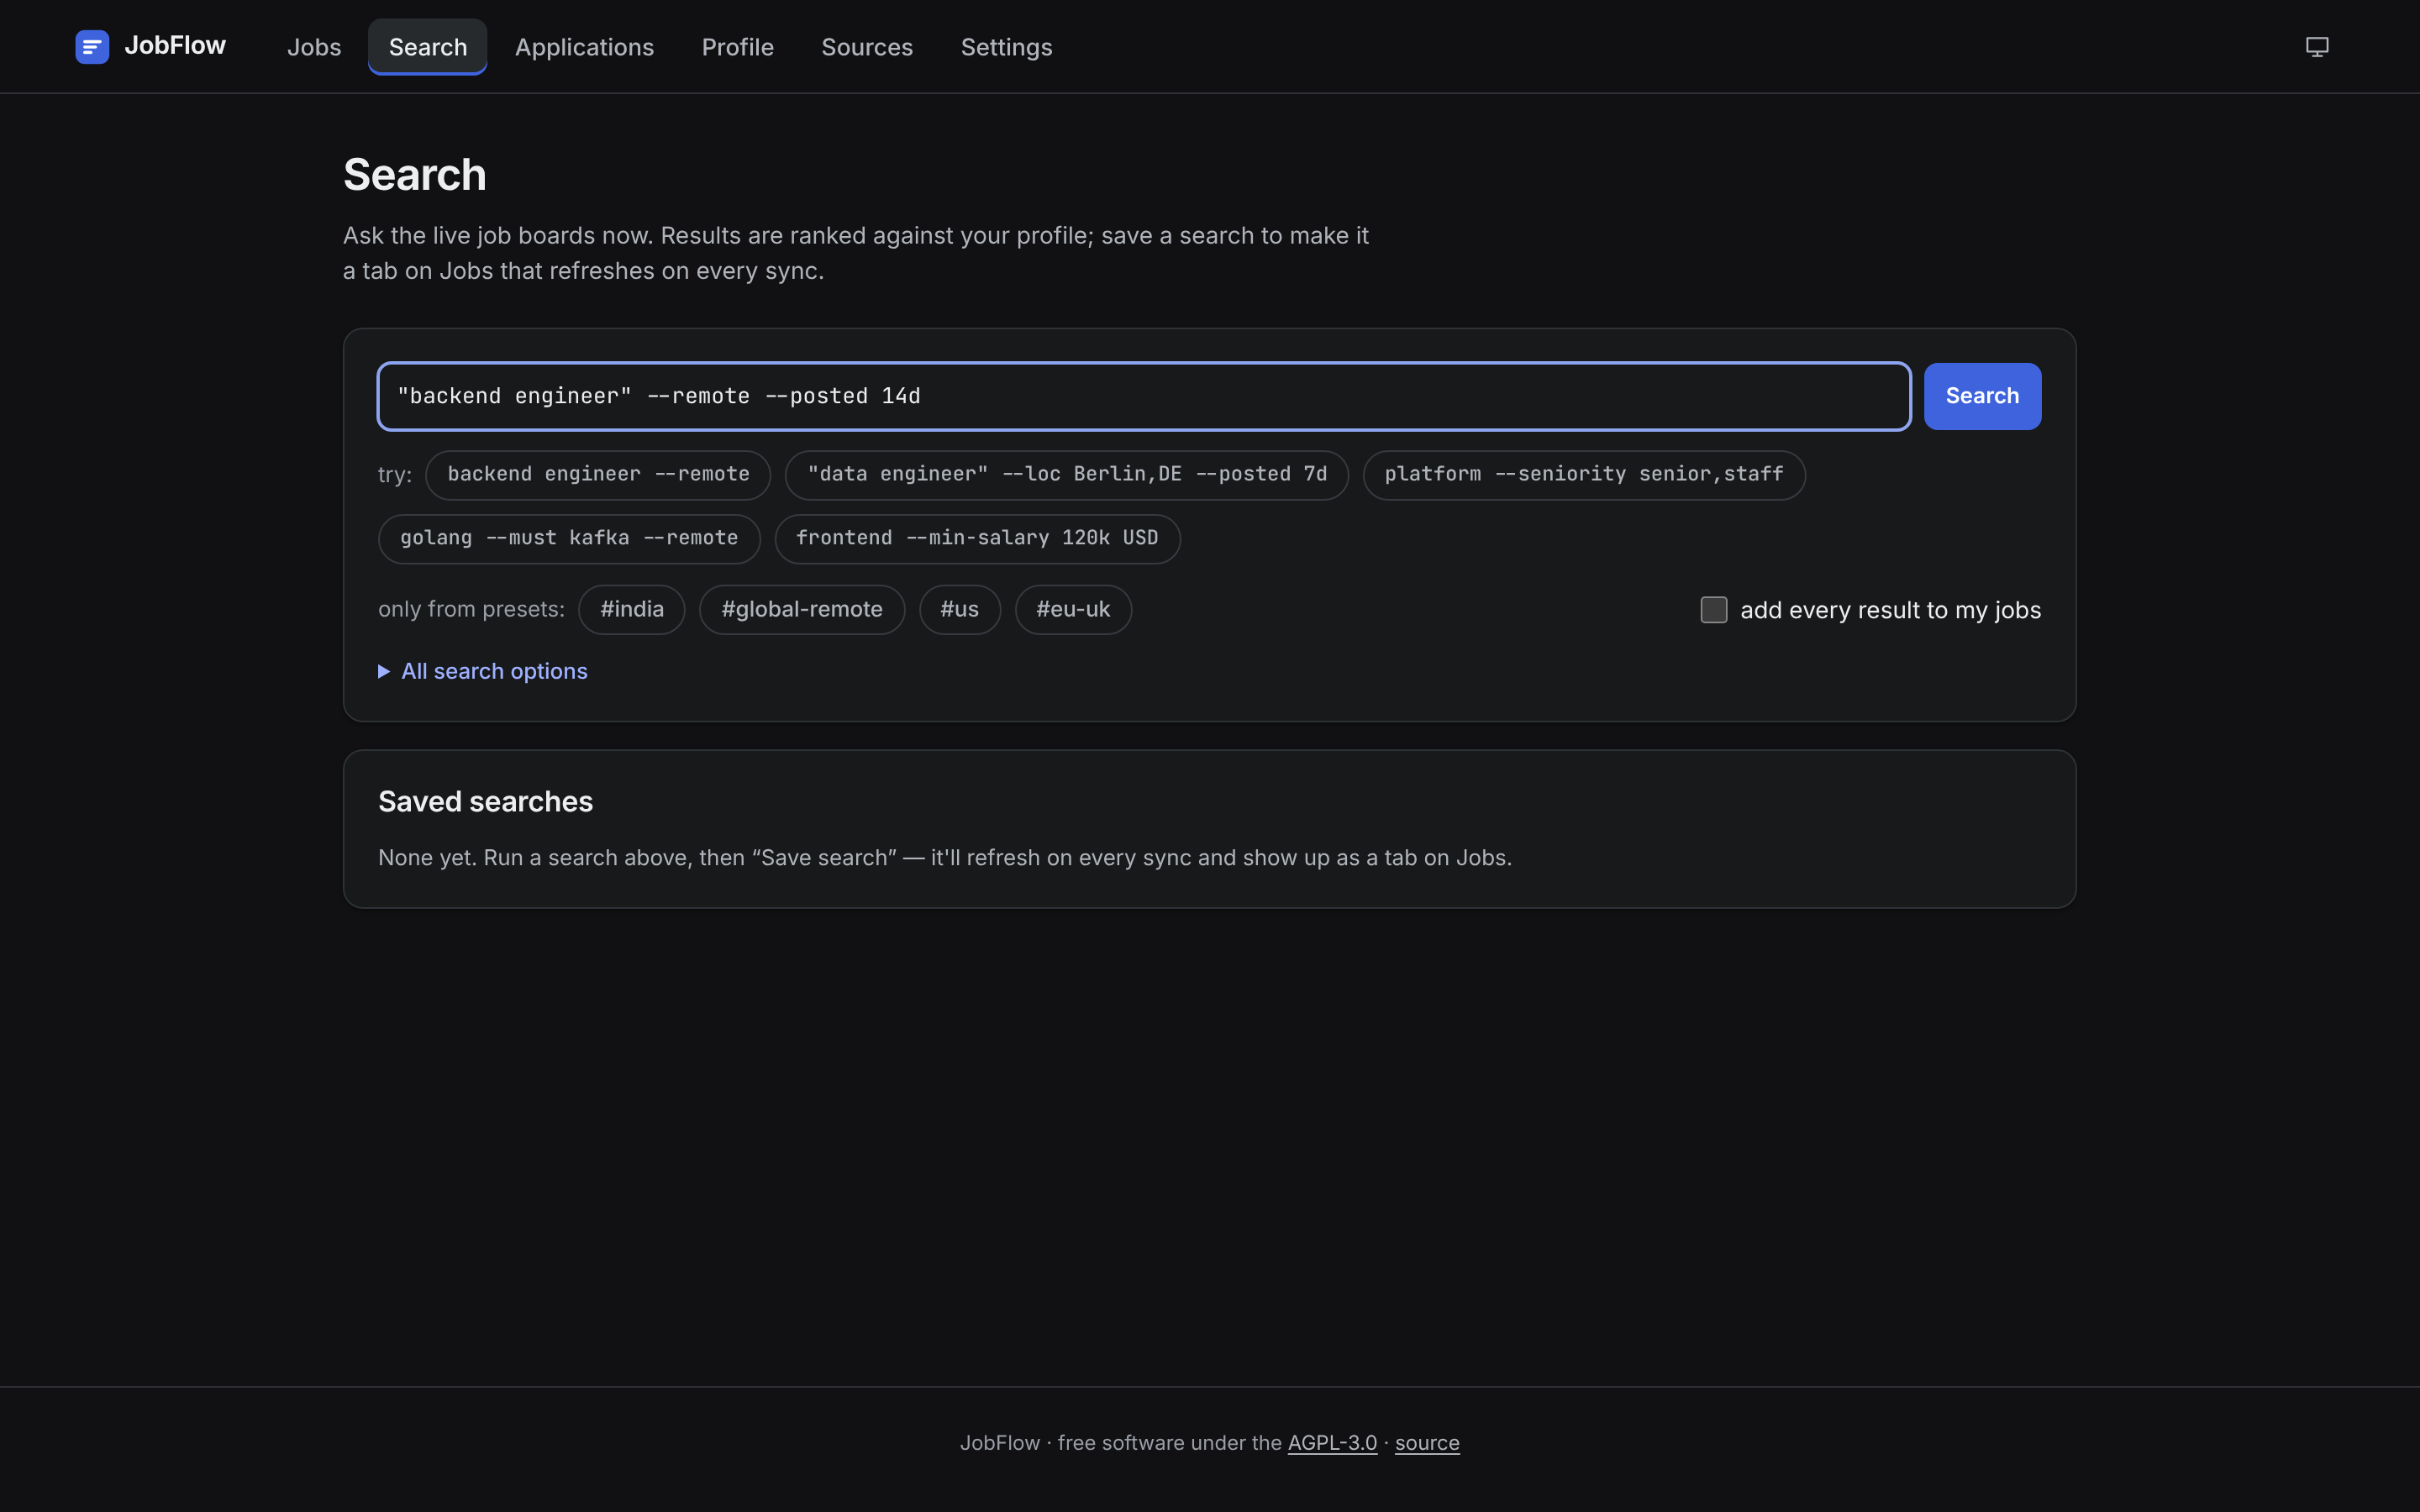 JobFlow Jobs Search Applications Profile Sources Settings
Search
Ask the live job boards now. Results are ranked against your profile; save a search to make it
a tab on Jobs that refreshes on every sync.
"backend engineer" --remote --posted 14d Search
try: backend engineer --remote "data engineer" --loc Berlin,DE --posted 7d platform --seniority senior,staff
golang --must kafka --remote frontend --min-salary 120k USD
only from presets: #india #global-remote #us #eu-uk add every result to my jobs
All search options
Saved searches
None yet. Run a search above, then “Save search” — it'll refresh on every sync and show up as a tab on Jobs.
JobFlow · free software under the AGPL-3.0 · source